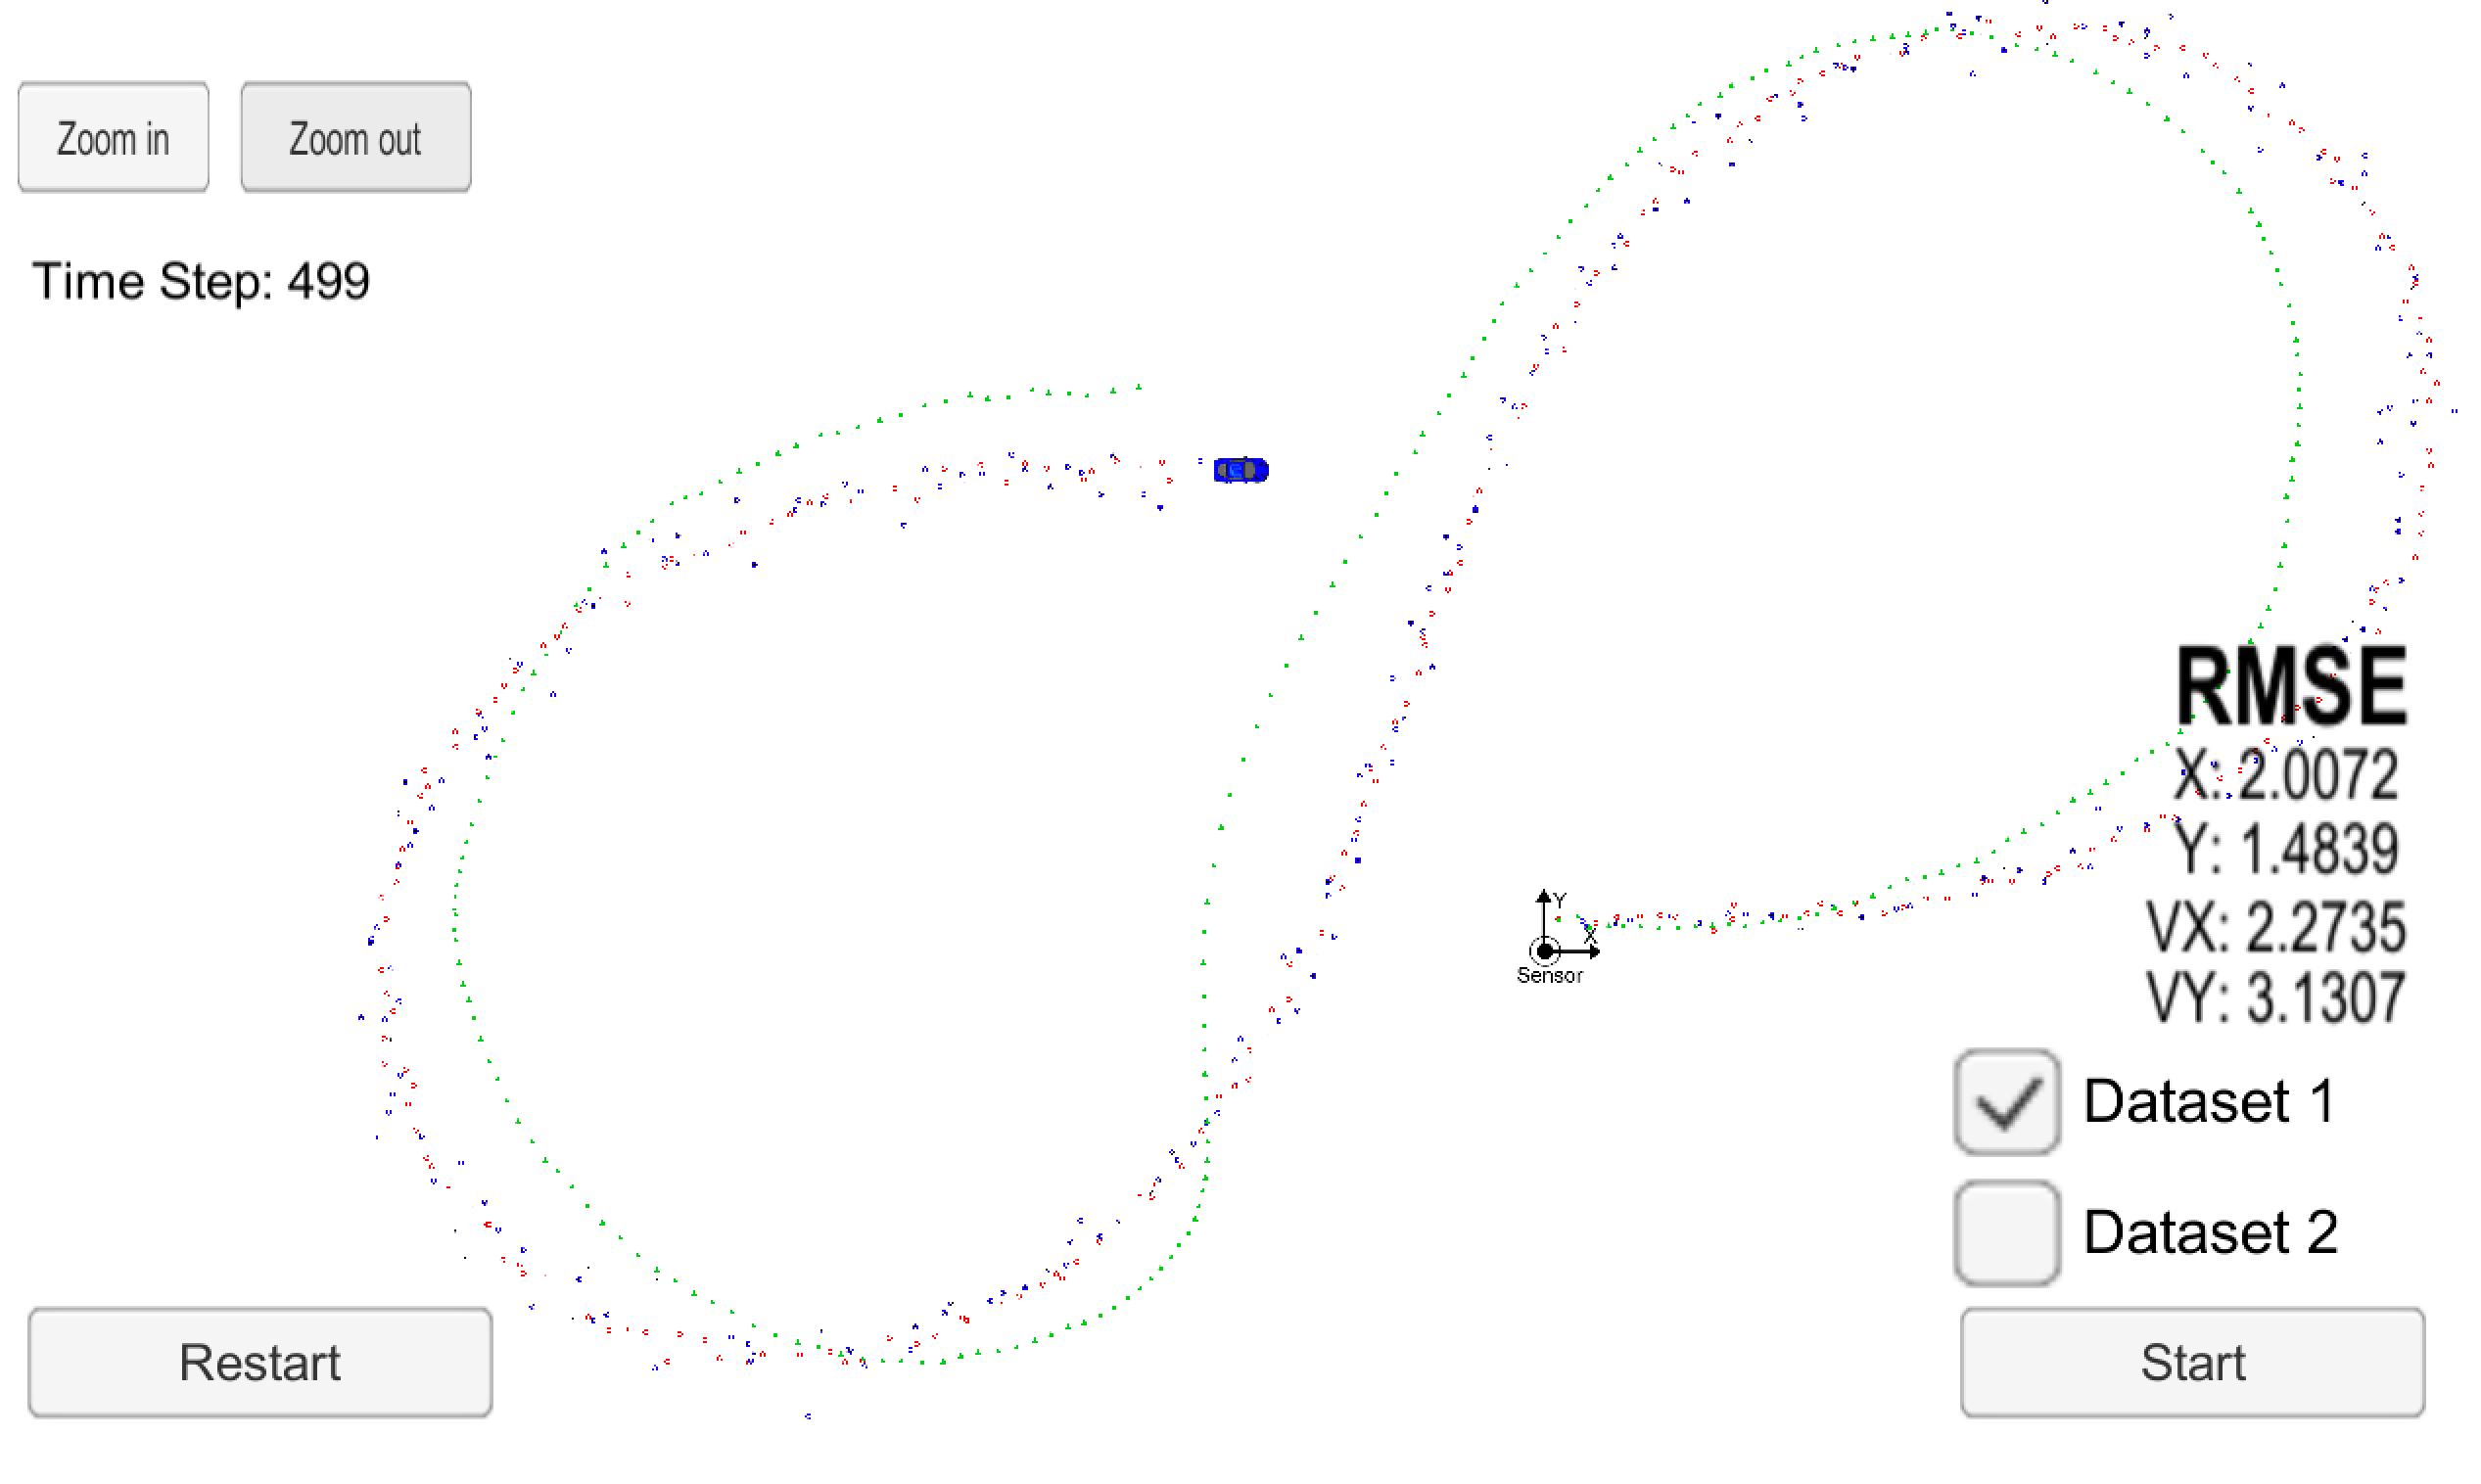 Zoom in
Zoom out
Time Step: 499
RMSE
X: 2.0072
Y: 1.4839
VX: 2.2735
VY: 3.1307
Y
X
Sensor
Dataset 1
Dataset 2
Restart
Start